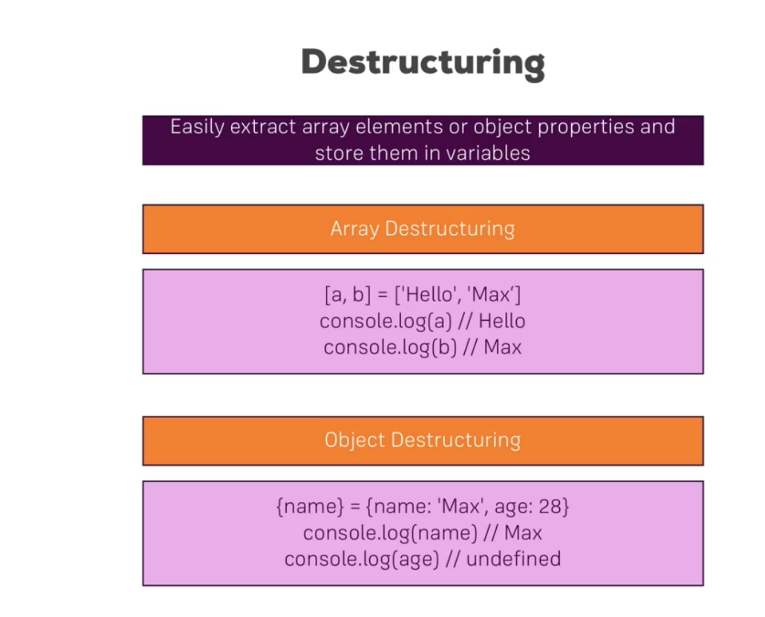 Destructuring
Easily extract array elements or object properties and
store them in variables
Array Destructuring
[a, b] = ['Hello', 'Max‘]
console.log(a) // Hello
console.log(b) // Max
Object Destructuring
{name} = {name: 'Max', age: 28}
console.log(name) // Max
console.log(age) // undefined